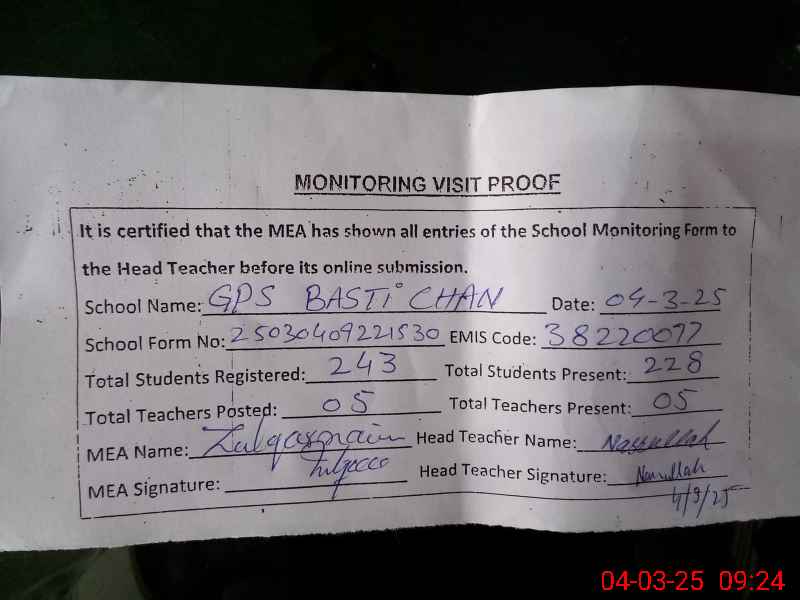 MONITORING VISIT PROOF
It is certified that the MEA has shown all entries of the School Monitoring Form to
the Head Teacher before its online submission.
School Name: GPS BASTI CHAN Date: 04-3-25
School Form No: 25030409221530 EMIS Code: 38220077
Total Students Registered: 243 Total Students Present: 228
Total Teachers Posted: 05 Total Teachers Present: 05
MEA Name: Zulqarnain Head Teacher Name: Nasrullah
MEA Signature: Head Teacher Signature: Nasrullah
4/3/25
04-03-25 09:24